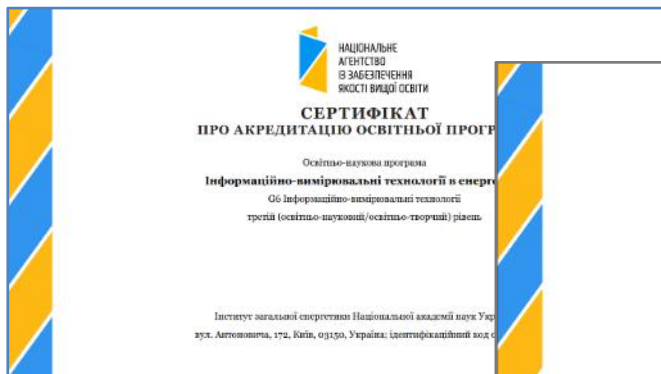 НАЦІОНАЛЬНЕ
АГЕНТСТВО
ІЗ ЗАБЕЗПЕЧЕННЯ
ЯКОСТІ ВИЩОЇ ОСВІТИ
СЕРТИФІКАТ
ПРО АКРЕДИТАЦІЮ ОСВІТНЬОЇ ПРОГР
Освітньо-наукова програма
Інформаційно-вимірювальні технології в енерге
G6 Інформаційно-вимірювальні технології
третій (освітньо-науковий/освітньо-творчий) рівень
Інститут загальної енергетики Національної академії наук Укр
вул. Антоновича, 172, Київ, 03150, Україна; ідентифікаційний код